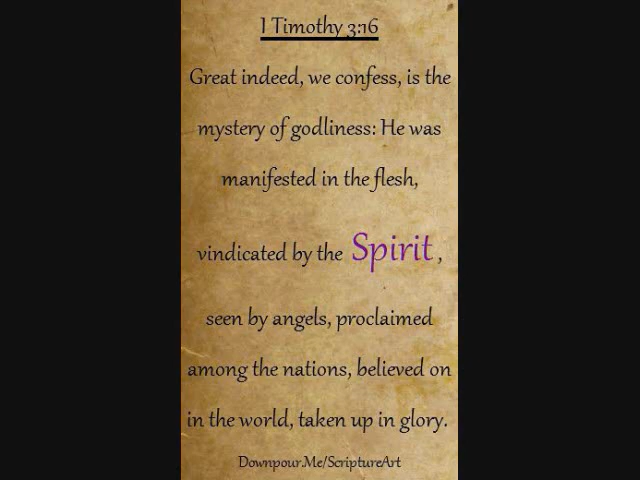 I Timothy 3:16
Great indeed, we confess, is the
mystery of godliness: He was
manifested in the flesh,
vindicated by the Spirit ,
seen by angels, proclaimed
among the nations, believed on
in the world, taken up in glory.
Downpour.Me/ScriptureArt